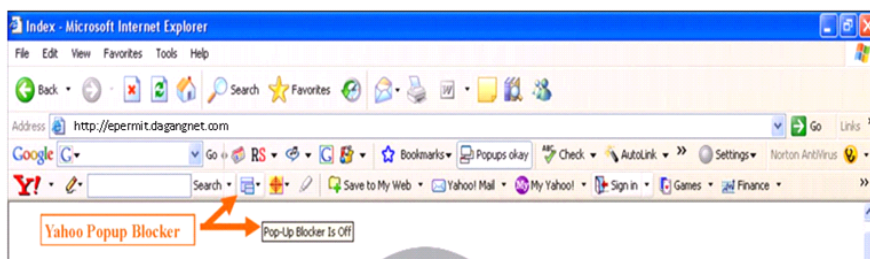 Index - Microsoft Internet Explorer
File Edit View Favorites Tools Help
Back Search Favorites W
Address http://epermit.dagangnet.com Go Links »
Google G Go RS G Bookmarks Popups okay ABC Check AutoLink » Settings Norton AntiVirus
Y! Search Save to My Web Yahoo! Mail My Yahoo! Sign in Games Finance »
Yahoo Popup Blocker Pop-Up Blocker Is Off